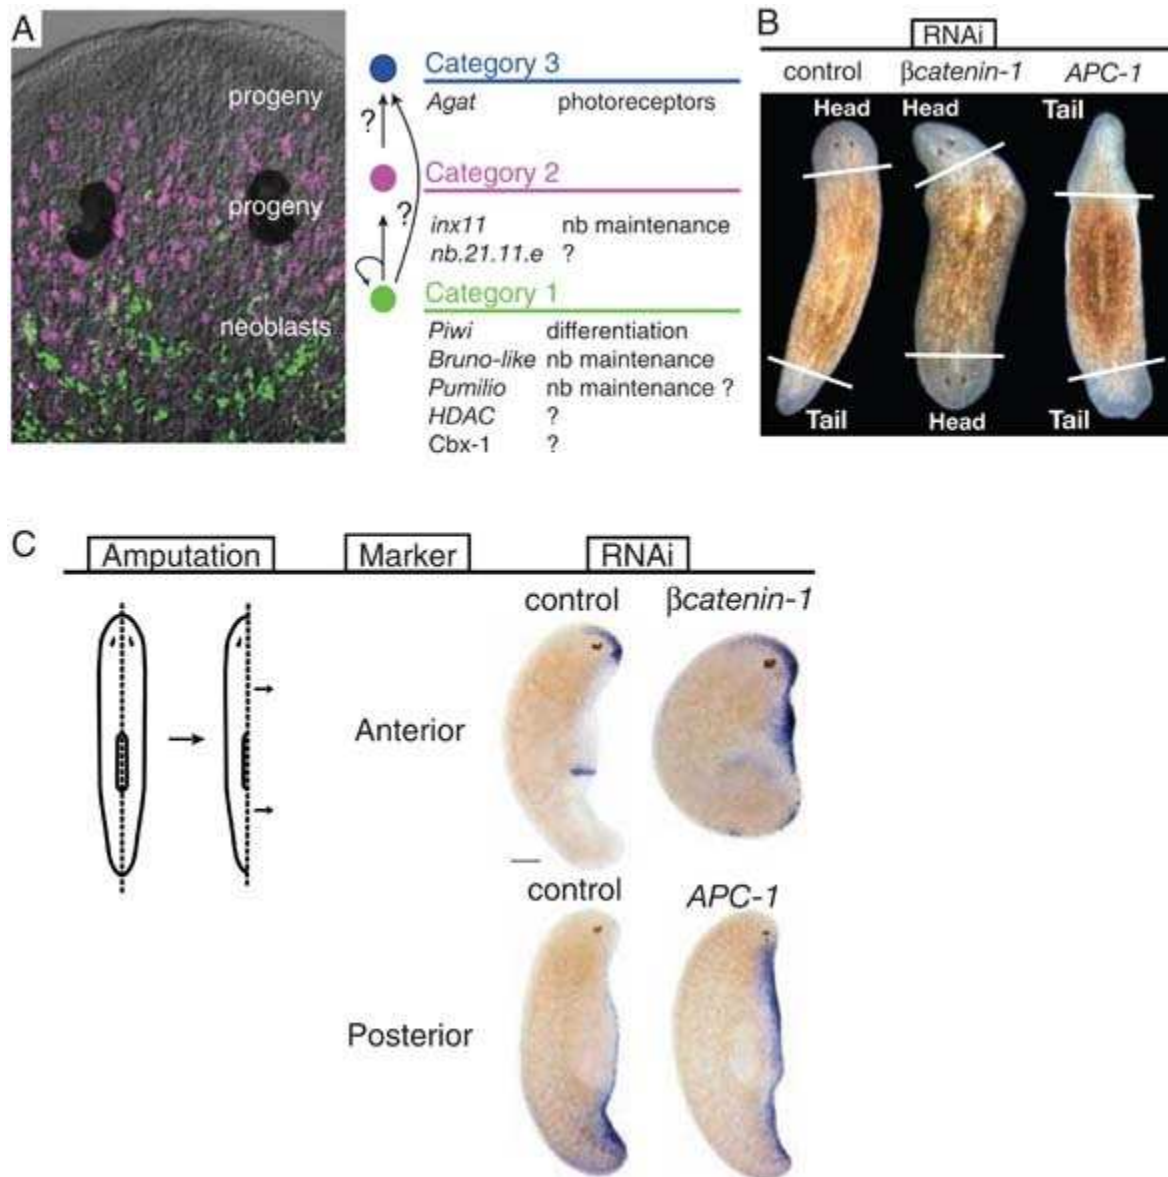 A
progeny
progeny
neoblasts
Category 3
Agat photoreceptors
?
Category 2
?
inx11 nb maintenance
nb.21.11.e ?
Category 1
Piwi differentiation
Bruno-like nb maintenance
Pumilio nb maintenance ?
HDAC ?
Cbx-1 ?
B
RNAi
control βcatenin-1 APC-1
Head Head Tail
Tail Head Tail
C
Amputation Marker RNAi
control βcatenin-1
Anterior
control APC-1
Posterior